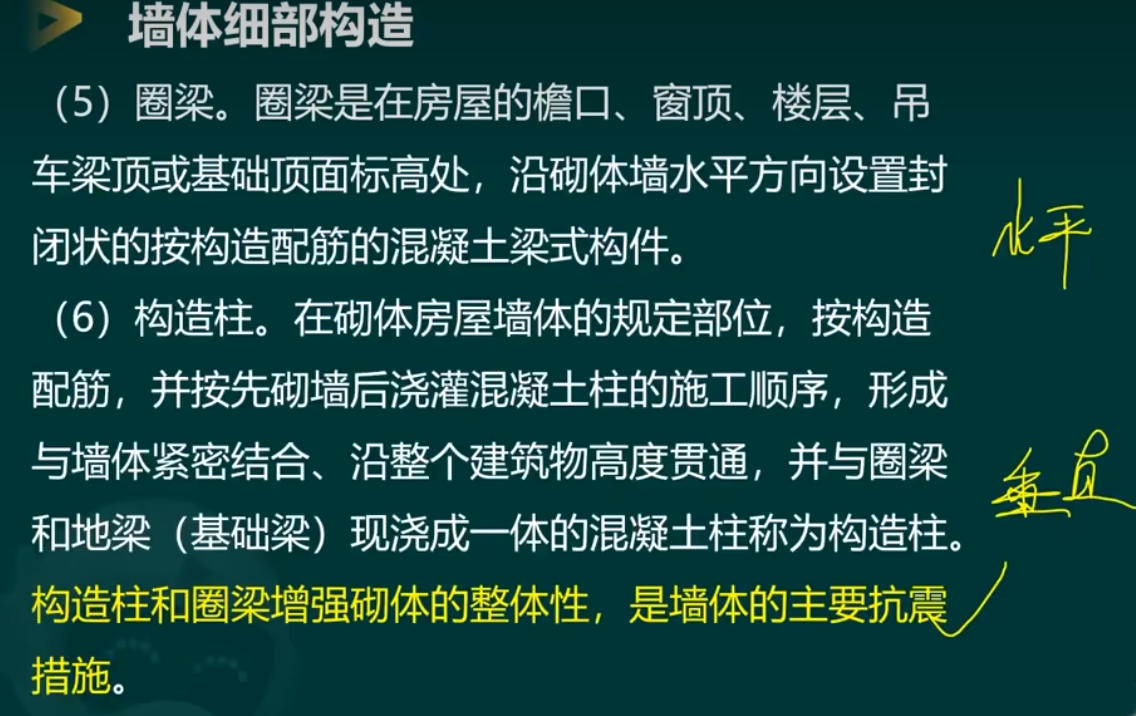 墙体细部构造
（5）圈梁。圈梁是在房屋的檐口、窗顶、楼层、吊
车梁顶或基础顶面标高处，沿砌体墙水平方向设置封
闭状的按构造配筋的混凝土梁式构件。
水平
（6）构造柱。在砌体房屋墙体的规定部位，按构造
配筋，并按先砌墙后浇灌混凝土柱的施工顺序，形成
与墙体紧密结合、沿整个建筑物高度贯通，并与圈梁
和地梁（基础梁）现浇成一体的混凝土柱称为构造柱。
垂直
构造柱和圈梁增强砌体的整体性，是墙体的主要抗震
措施。